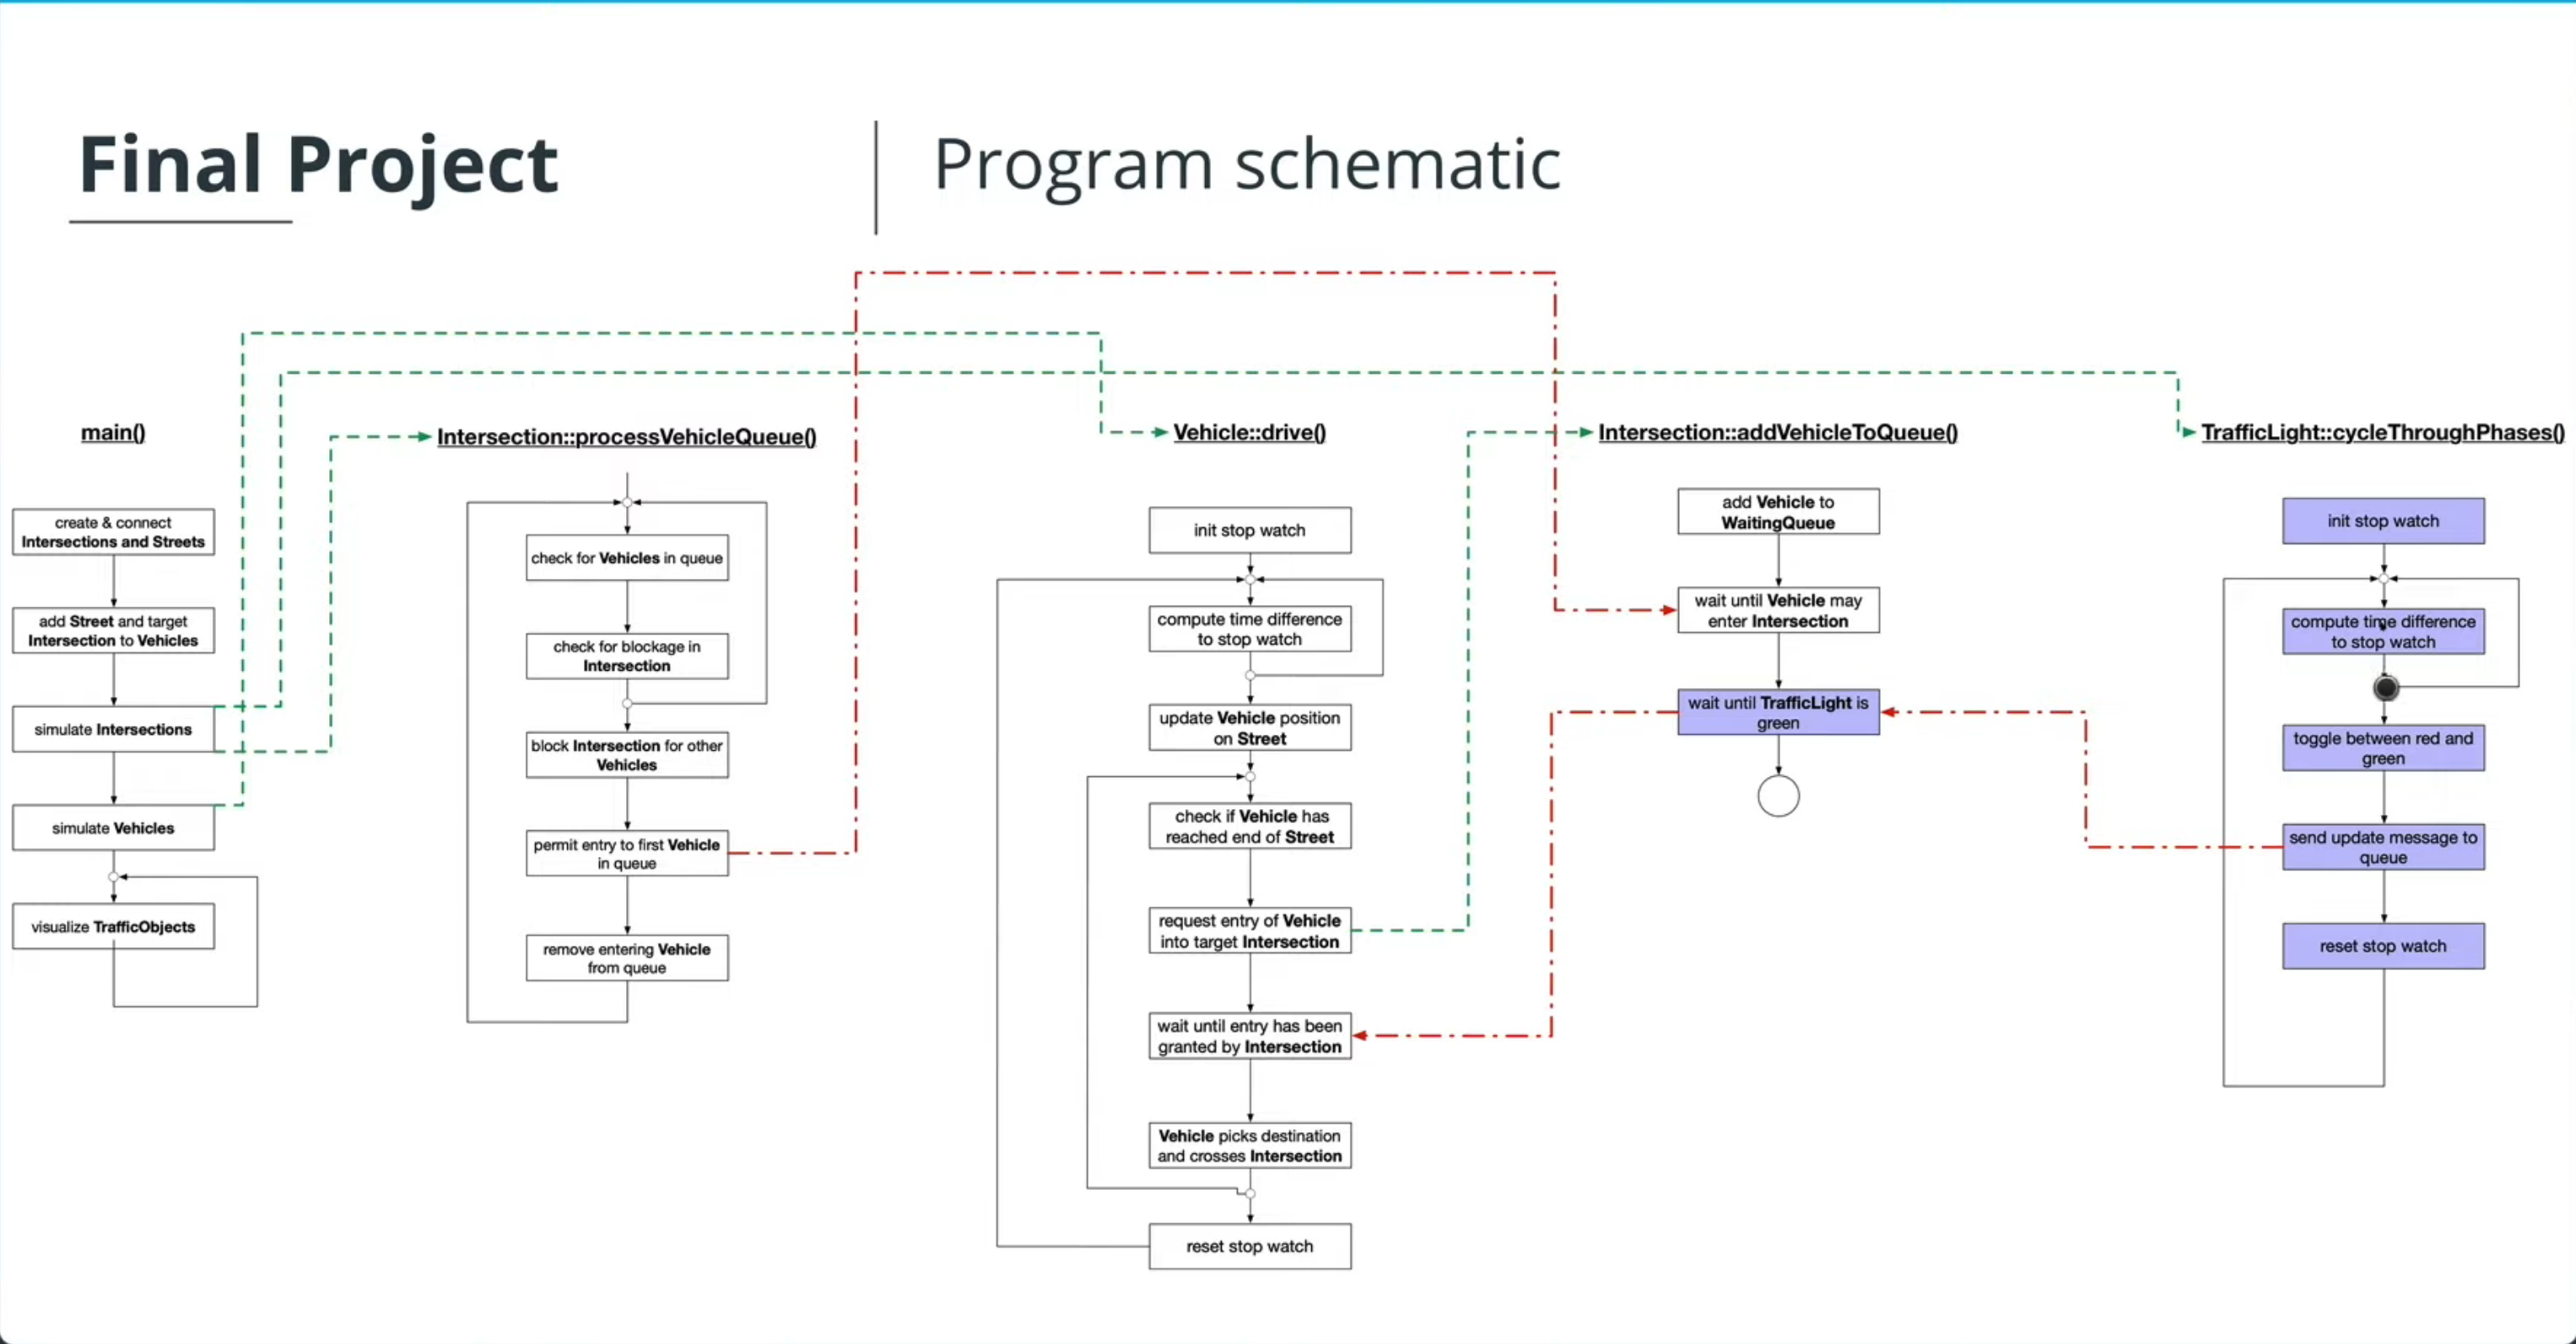 Final Project
Program schematic
main()
create & connect
Intersections and Streets
add Street and target
Intersection to Vehicles
simulate Intersections
simulate Vehicles
visualize TrafficObjects
Intersection::processVehicleQueue()
check for Vehicles in queue
check for blockage in
Intersection
block Intersection for other
Vehicles
permit entry to first Vehicle
in queue
remove entering Vehicle
from queue
Vehicle::drive()
init stop watch
compute time difference
to stop watch
update Vehicle position
on Street
check if Vehicle has
reached end of Street
request entry of Vehicle
into target Intersection
wait until entry has been
granted by Intersection
Vehicle picks destination
and crosses Intersection
reset stop watch
Intersection::addVehicleToQueue()
add Vehicle to
WaitingQueue
wait until Vehicle may
enter Intersection
wait until TrafficLight is
green
TrafficLight::cycleThroughPhases()
init stop watch
compute time difference
to stop watch
toggle between red and
green
send update message to
queue
reset stop watch